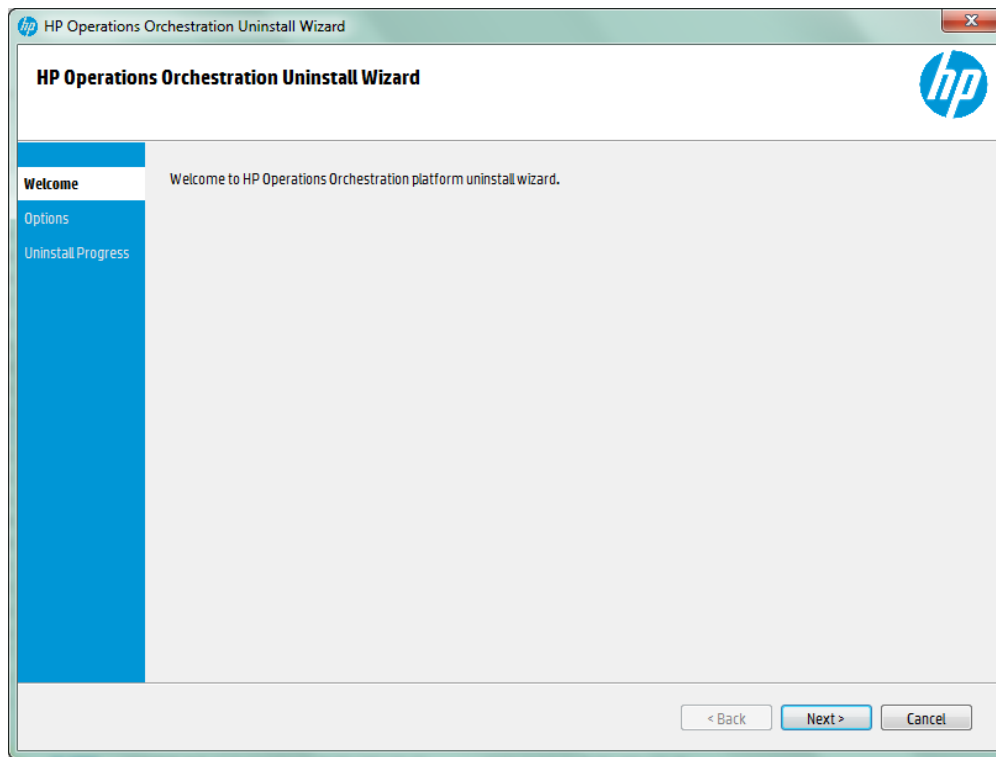 HP Operations Orchestration Uninstall Wizard
HP Operations Orchestration Uninstall Wizard
hp
Welcome
Welcome to HP Operations Orchestration platform uninstall wizard.
Options
Uninstall Progress
< Back
Next >
Cancel